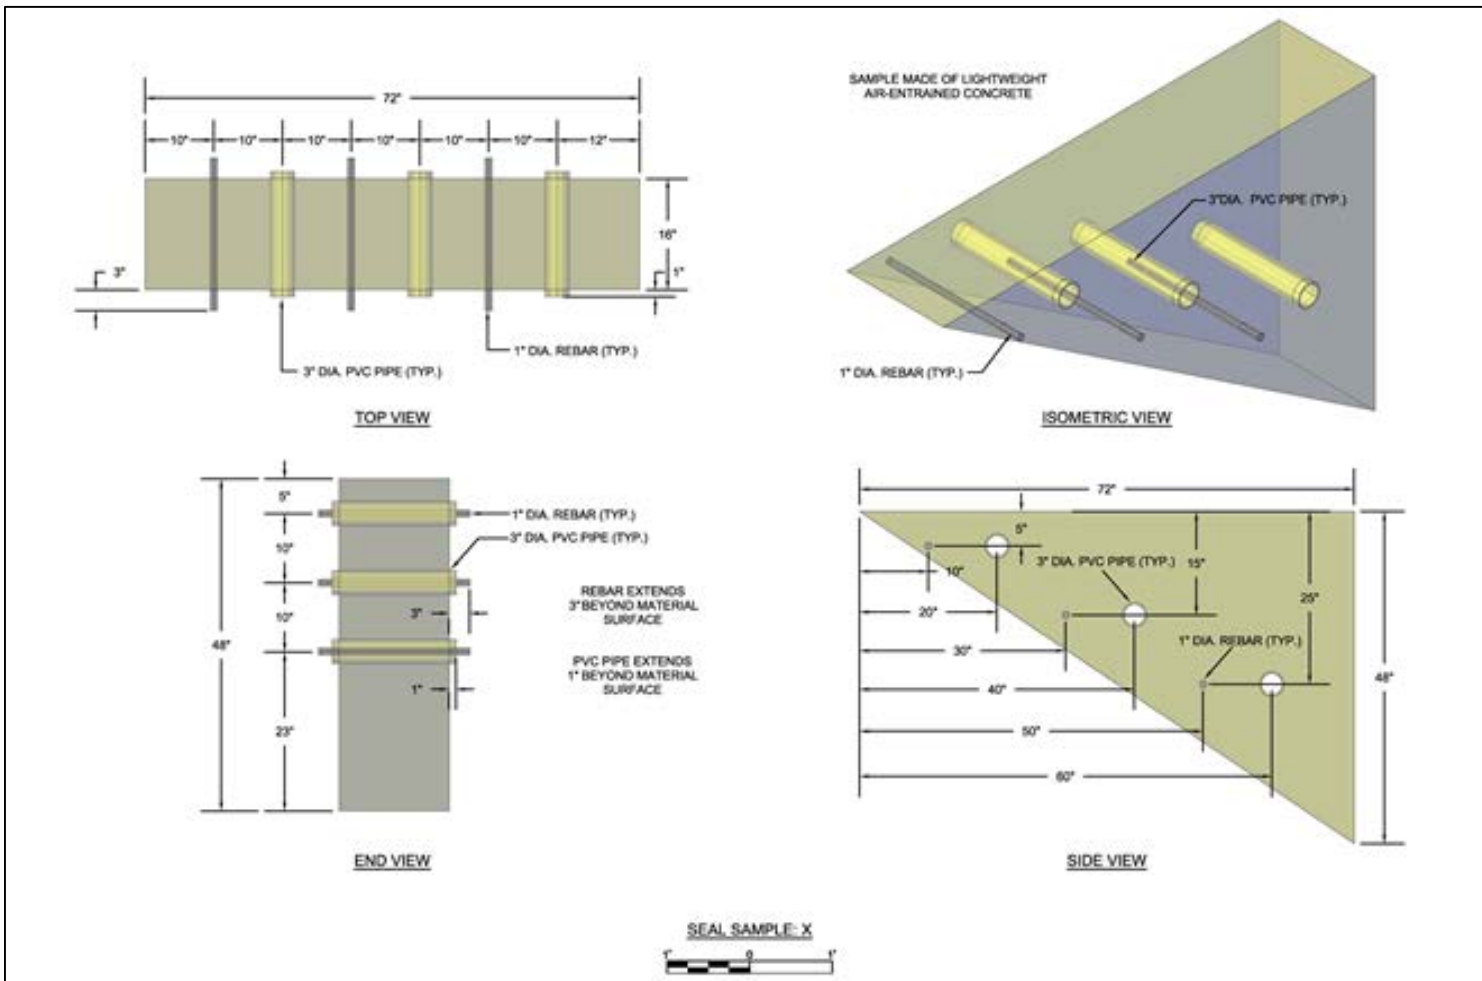 72"
10" 10" 10" 10" 10" 10" 12"
16"
3"
1"
1" DIA. REBAR (TYP.)
3" DIA. PVC PIPE (TYP.)
TOP VIEW
SAMPLE MADE OF LIGHTWEIGHT
AIR-ENTRAINED CONCRETE
3"DIA. PVC PIPE (TYP.)
1" DIA. REBAR (TYP.)
ISOMETRIC VIEW
5"
1" DIA. REBAR (TYP.)
3" DIA. PVC PIPE (TYP.)
10"
REBAR EXTENDS
3" BEYOND MATERIAL
SURFACE
3"
10"
48"
PVC PIPE EXTENDS
1" BEYOND MATERIAL
SURFACE
1"
23"
END VIEW
72"
5"
3" DIA. PVC PIPE (TYP.)
15"
10"
25"
20"
1" DIA. REBAR (TYP.)
30"
48"
40"
50"
60"
SIDE VIEW
SEAL SAMPLE: X
1" 0 1"